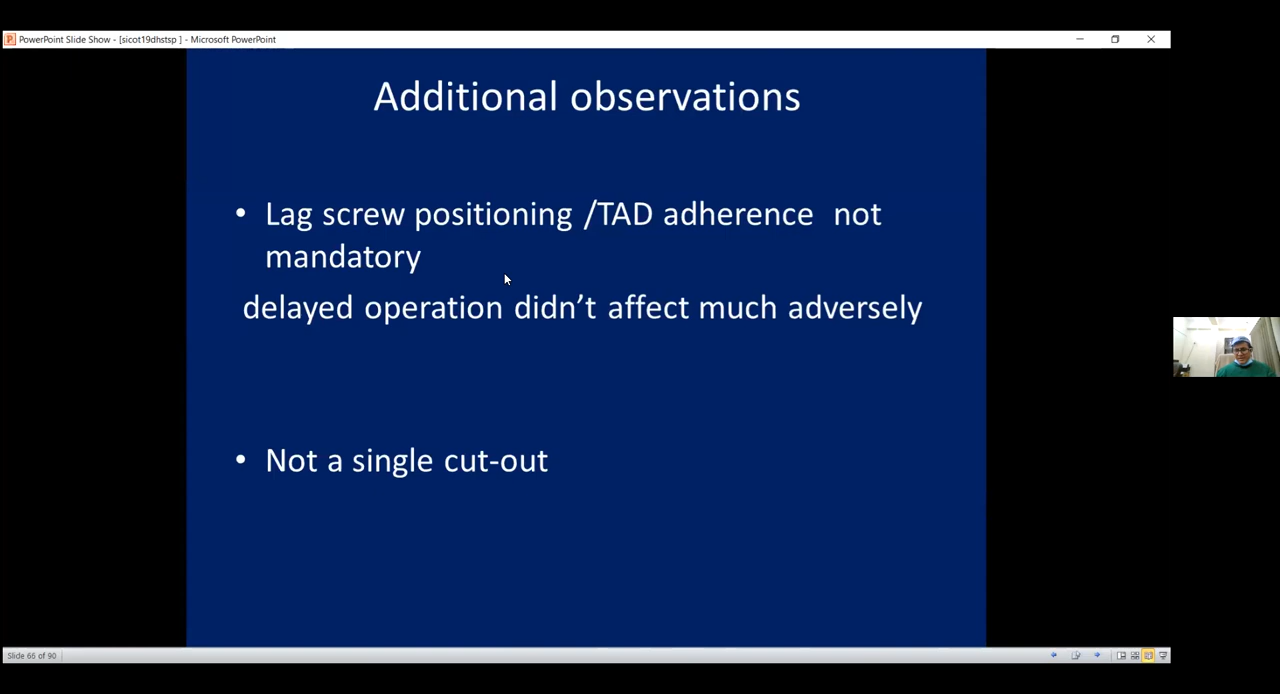 PowerPoint Slide Show - [sicot19dhstsp ] - Microsoft PowerPoint
Additional observations
• Lag screw positioning /TAD adherence  not
mandatory
delayed operation didn’t affect much adversely
• Not a single cut-out
Slide 66 of 90